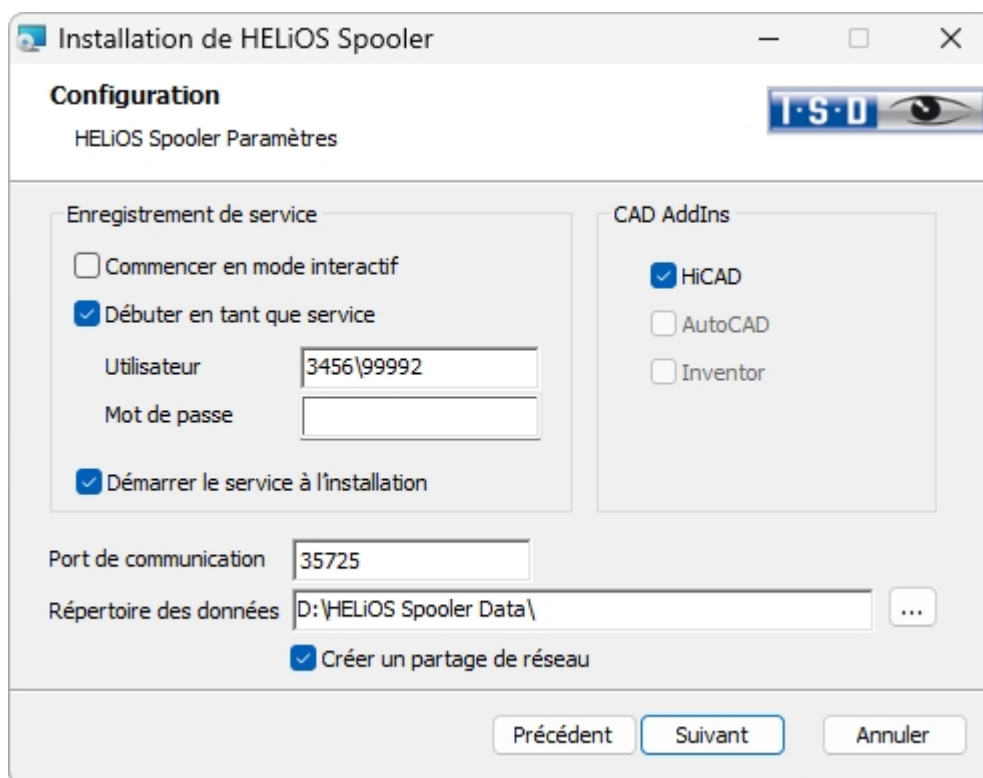 Installation de HELiOS Spooler
Configuration
HELiOS Spooler Paramètres
I·S·D
Enregistrement de service
Commencer en mode interactif
Débuter en tant que service
Utilisateur 3456\99992
Mot de passe
Démarrer le service à l'installation
CAD AddIns
HiCAD
AutoCAD
Inventor
Port de communication 35725
Répertoire des données D:\HELiOS Spooler Data\ ...
Créer un partage de réseau
Précédent Suivant Annuler